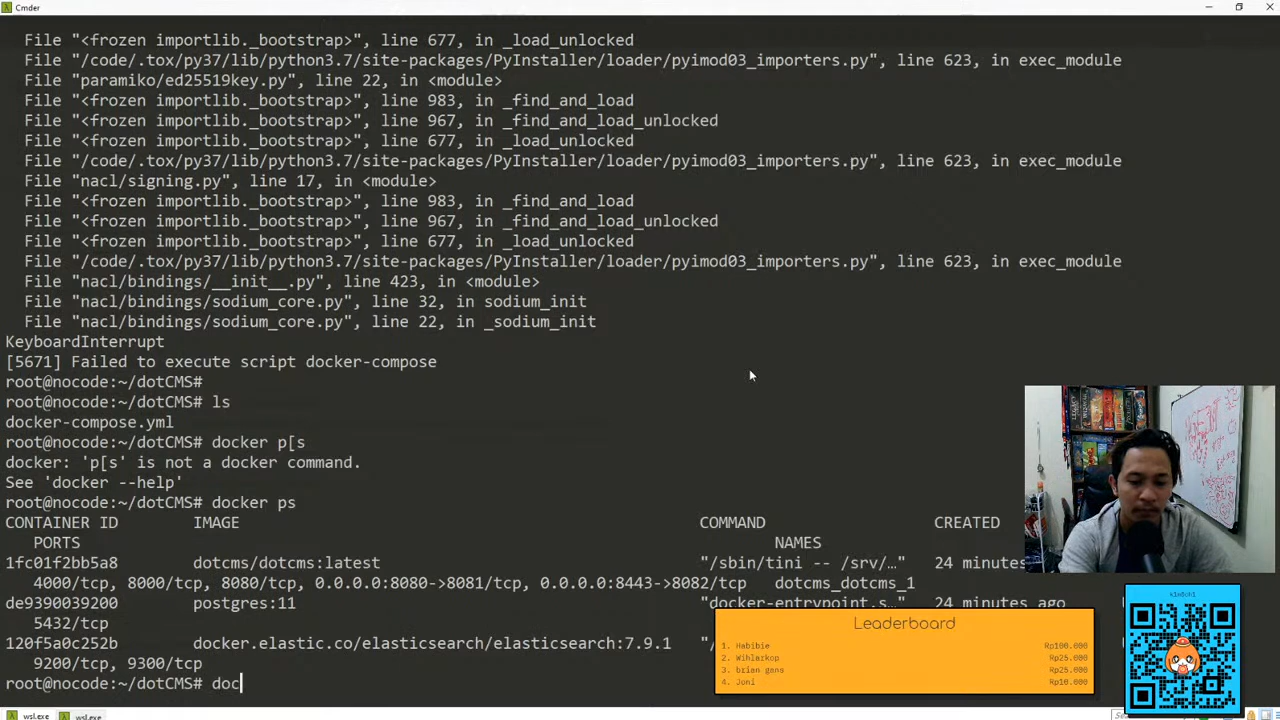 Cmder
File "<frozen importlib._bootstrap>", line 677, in _load_unlocked
File "/code/.tox/py37/lib/python3.7/site-packages/PyInstaller/loader/pyimod03_importers.py", line 623, in exec_module
File "paramiko/ed25519key.py", line 22, in <module>
File "<frozen importlib._bootstrap>", line 983, in _find_and_load
File "<frozen importlib._bootstrap>", line 967, in _find_and_load_unlocked
File "<frozen importlib._bootstrap>", line 677, in _load_unlocked
File "/code/.tox/py37/lib/python3.7/site-packages/PyInstaller/loader/pyimod03_importers.py", line 623, in exec_module
File "nacl/signing.py", line 17, in <module>
File "<frozen importlib._bootstrap>", line 983, in _find_and_load
File "<frozen importlib._bootstrap>", line 967, in _find_and_load_unlocked
File "<frozen importlib._bootstrap>", line 677, in _load_unlocked
File "/code/.tox/py37/lib/python3.7/site-packages/PyInstaller/loader/pyimod03_importers.py", line 623, in exec_module
File "nacl/bindings/__init__.py", line 423, in <module>
File "nacl/bindings/sodium_core.py", line 32, in sodium_init
File "nacl/bindings/sodium_core.py", line 22, in _sodium_init
KeyboardInterrupt
[5671] Failed to execute script docker-compose
root@nocode:~/dotCMS#
root@nocode:~/dotCMS# ls
docker-compose.yml
root@nocode:~/dotCMS# docker p[s
docker: 'p[s' is not a docker command.
See 'docker --help'
root@nocode:~/dotCMS# docker ps
CONTAINER ID IMAGE COMMAND CREATED
PORTS NAMES
1fc01f2bb5a8 dotcms/dotcms:latest "/sbin/tini -- /srv/…" 24 minutes
4000/tcp, 8000/tcp, 8080/tcp, 0.0.0.0:8080->8081/tcp, 0.0.0.0:8443->8082/tcp dotcms_dotcms_1
de9390039200 postgres:11 "docker-entrypoint.s…" 24 minutes ago
5432/tcp
120f5a0c252b docker.elastic.co/elasticsearch/elasticsearch:7.9.1 "/
9200/tcp, 9300/tcp
root@nocode:~/dotCMS# doc
Leaderboard
1. Habibie Rp100.000
2. Wihlarkop Rp25.000
3. brian gans Rp25.000
4. Joni Rp10.000
wsl.exe
wsl.exe